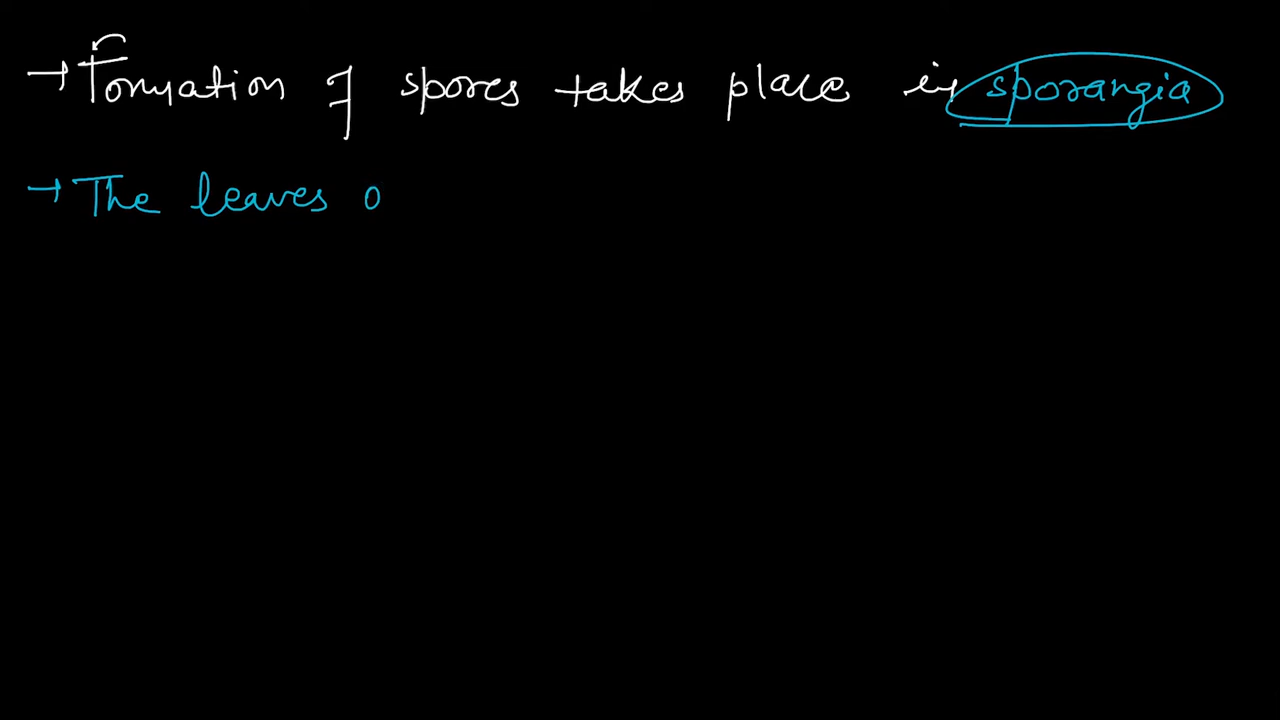 → Formation of spores takes place in sporangia
→ The leaves o